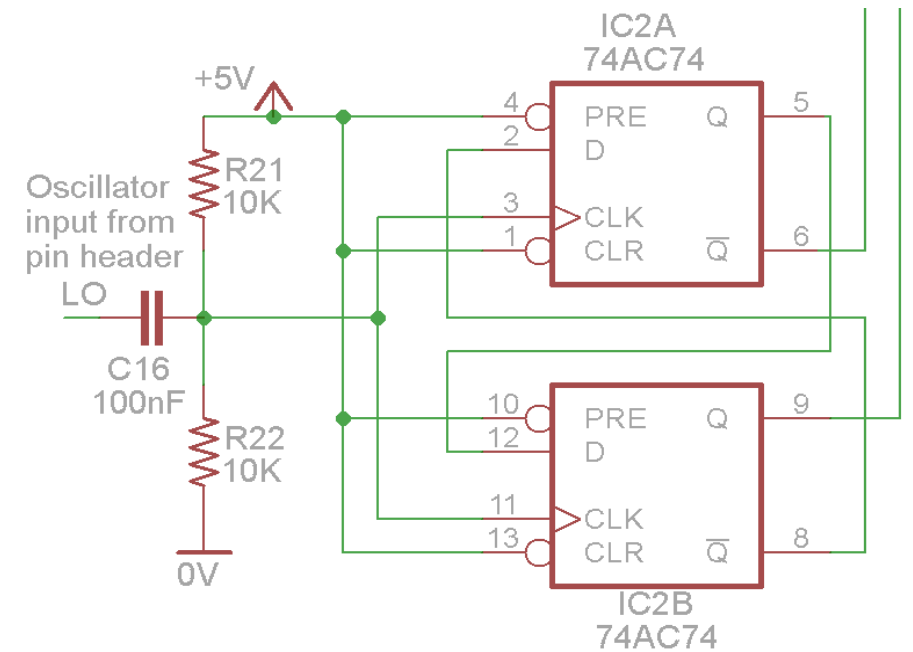 IC2A
74AC74
+5V
4
PRE
Q
5
2
D
R21
10K
Oscillator
input from
pin header
3
CLK
1
CLR
Q
6
LO
C16
100nF
10
PRE
Q
9
12
D
R22
10K
11
CLK
13
CLR
Q
8
0V
IC2B
74AC74